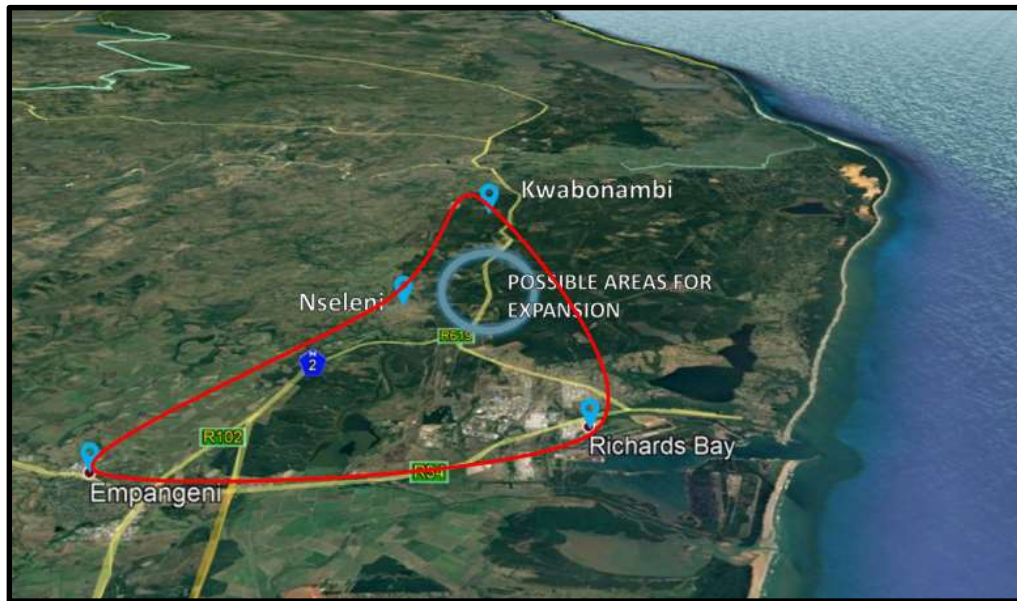 Kwabonambi
POSSIBLE AREAS FOR
EXPANSION
Nseleni
R619
N
2
R102
Richards Bay
R34
Empangeni